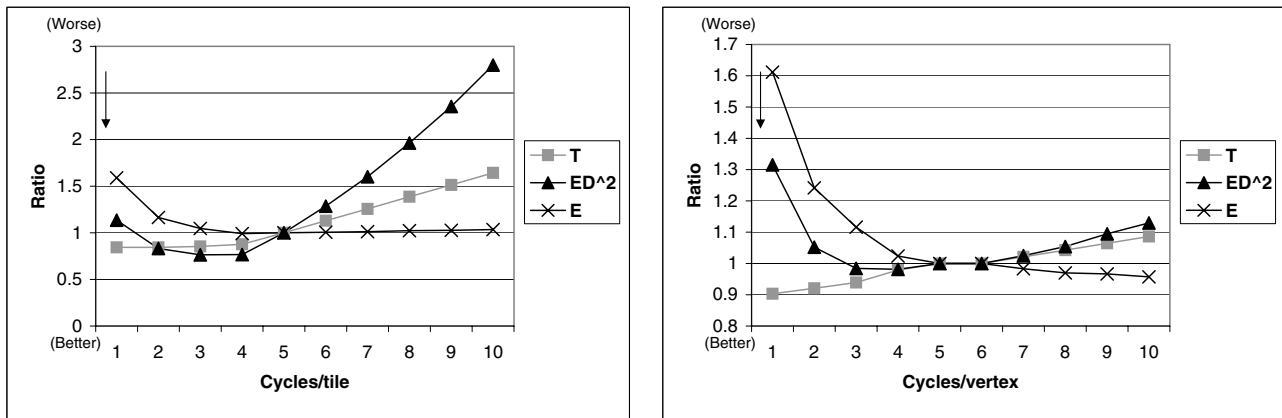 (Worse)
3
2.5
2
1.5
1
0.5
0
(Better)
Ratio
1 2 3 4 5 6 7 8 9 10
Cycles/tile
T
ED^2
E
(Worse)
1.7
1.6
1.5
1.4
1.3
1.2
1.1
1
0.9
0.8
(Better)
Ratio
1 2 3 4 5 6 7 8 9 10
Cycles/vertex
T
ED^2
E